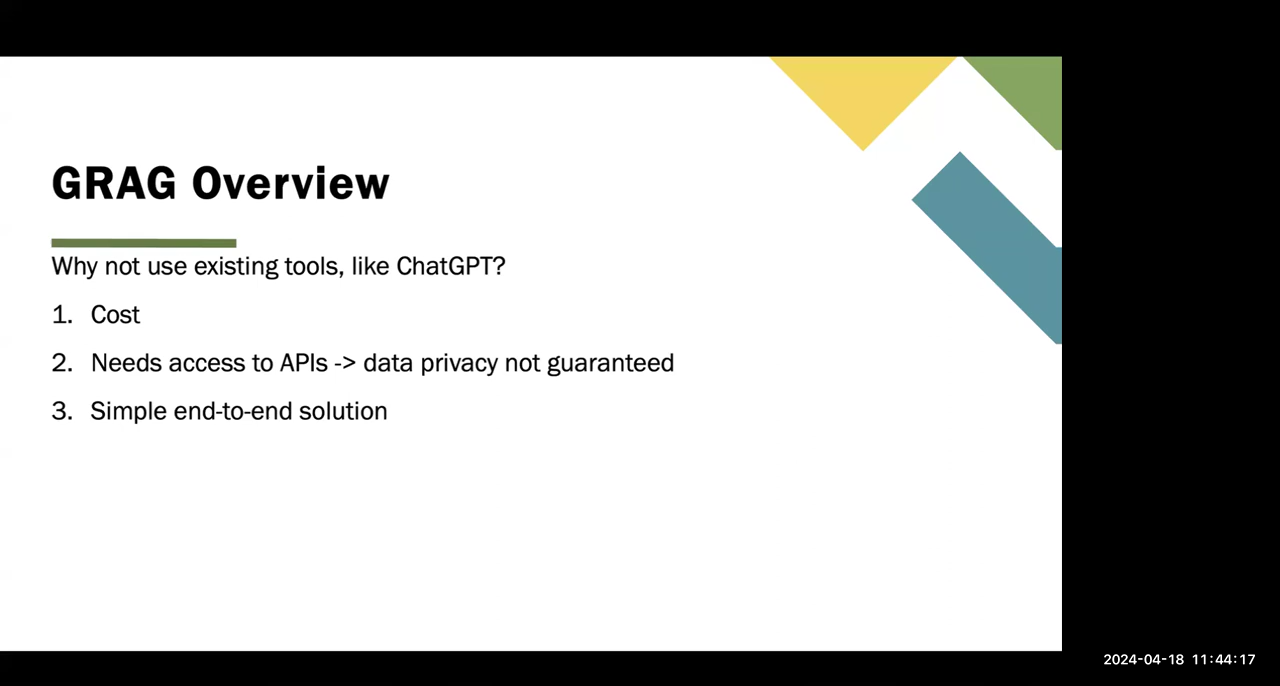 GRAG Overview
Why not use existing tools, like ChatGPT?
1. Cost
2. Needs access to APIs -> data privacy not guaranteed
3. Simple end-to-end solution
2024-04-18 11:44:17